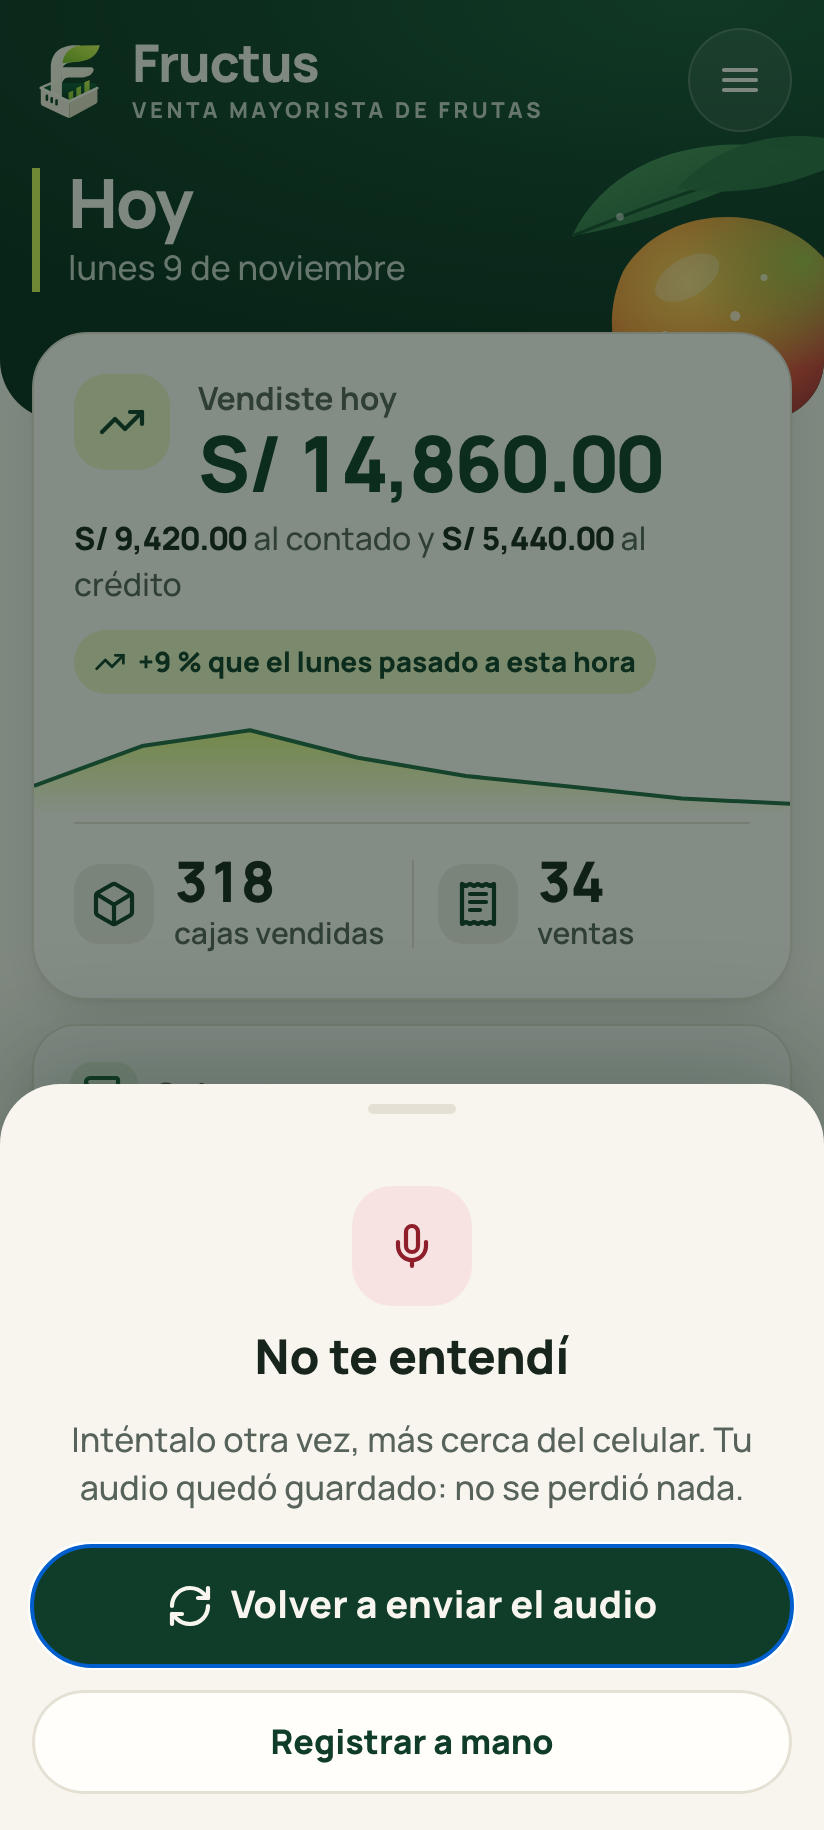 Fructus
VENTA MAYORISTA DE FRUTAS
Hoy
lunes 9 de noviembre
Vendiste hoy
S/ 14,860.00
S/ 9,420.00 al contado y S/ 5,440.00 al
crédito
+9 % que el lunes pasado a esta hora
318
cajas vendidas
34
ventas
No te entendí
Inténtalo otra vez, más cerca del celular. Tu
audio quedó guardado: no se perdió nada.
Volver a enviar el audio
Registrar a mano